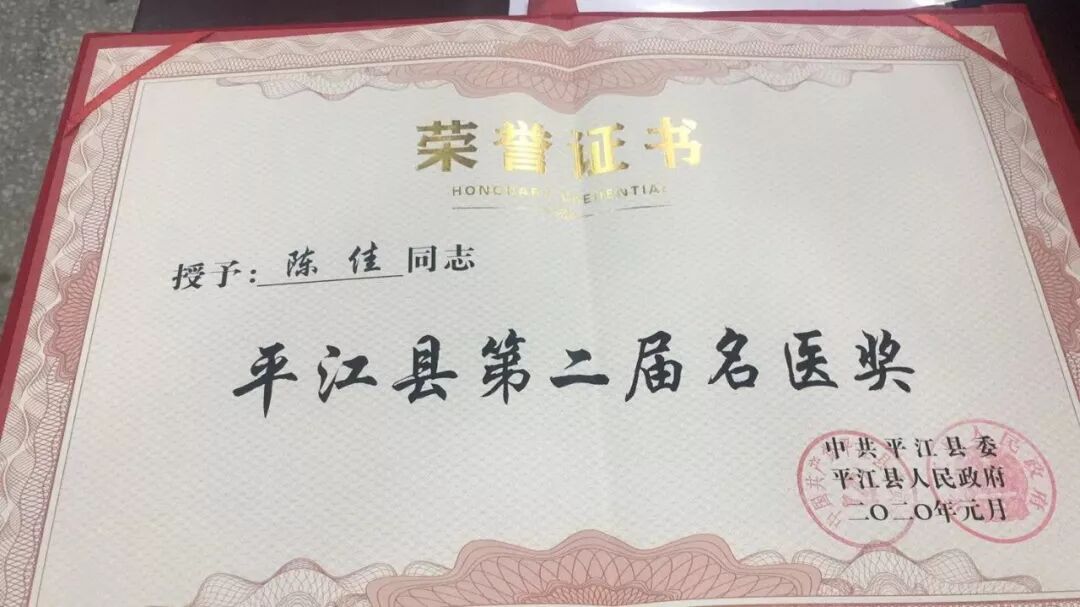 荣誉证书
授予：陈佳同志
平江县第二届名医奖
中共平江县委
平江县人民政府
二〇二〇年元月